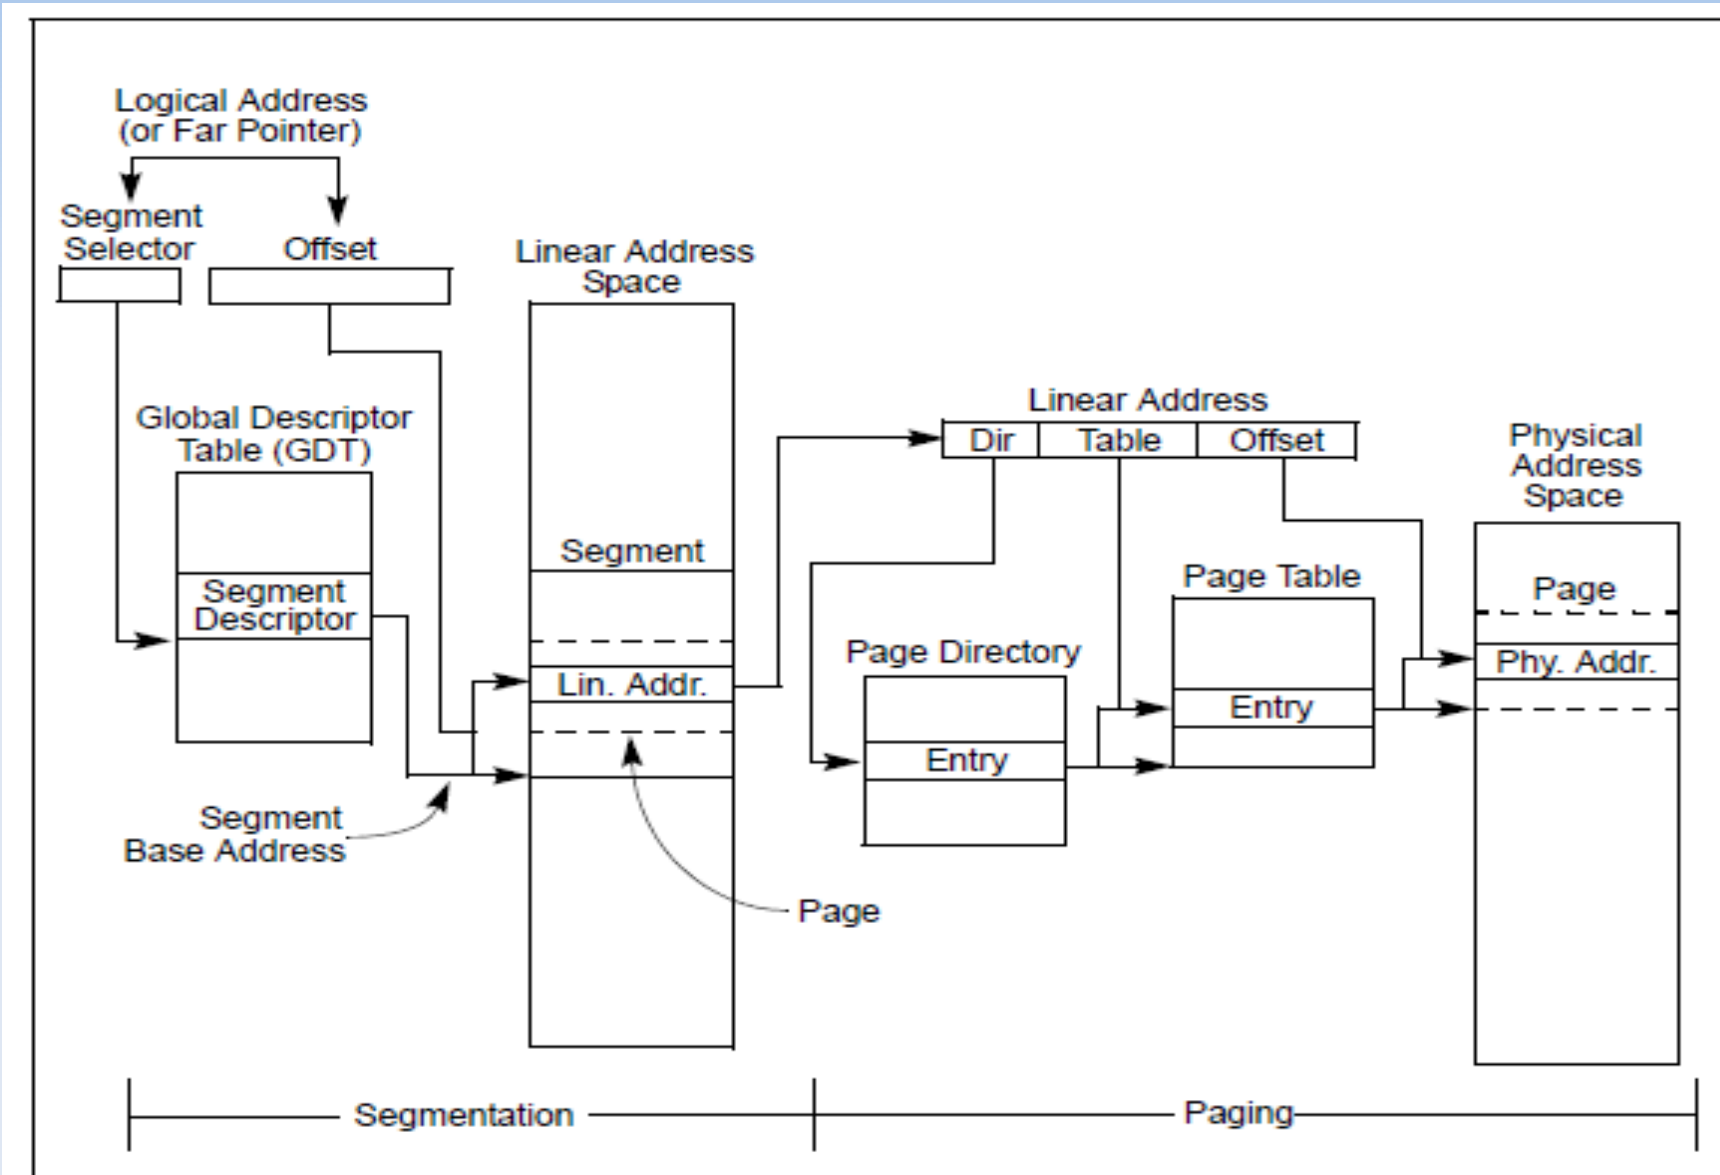 Logical Address
(or Far Pointer)
Segment
Selector
Offset
Linear Address
Space
Global Descriptor
Table (GDT)
Segment
Descriptor
Segment
Lin. Addr.
Segment
Base Address
Page
Linear Address
Dir
Table
Offset
Physical
Address
Space
Page Table
Page
Page Directory
Phy. Addr.
Entry
Entry
Segmentation
Paging